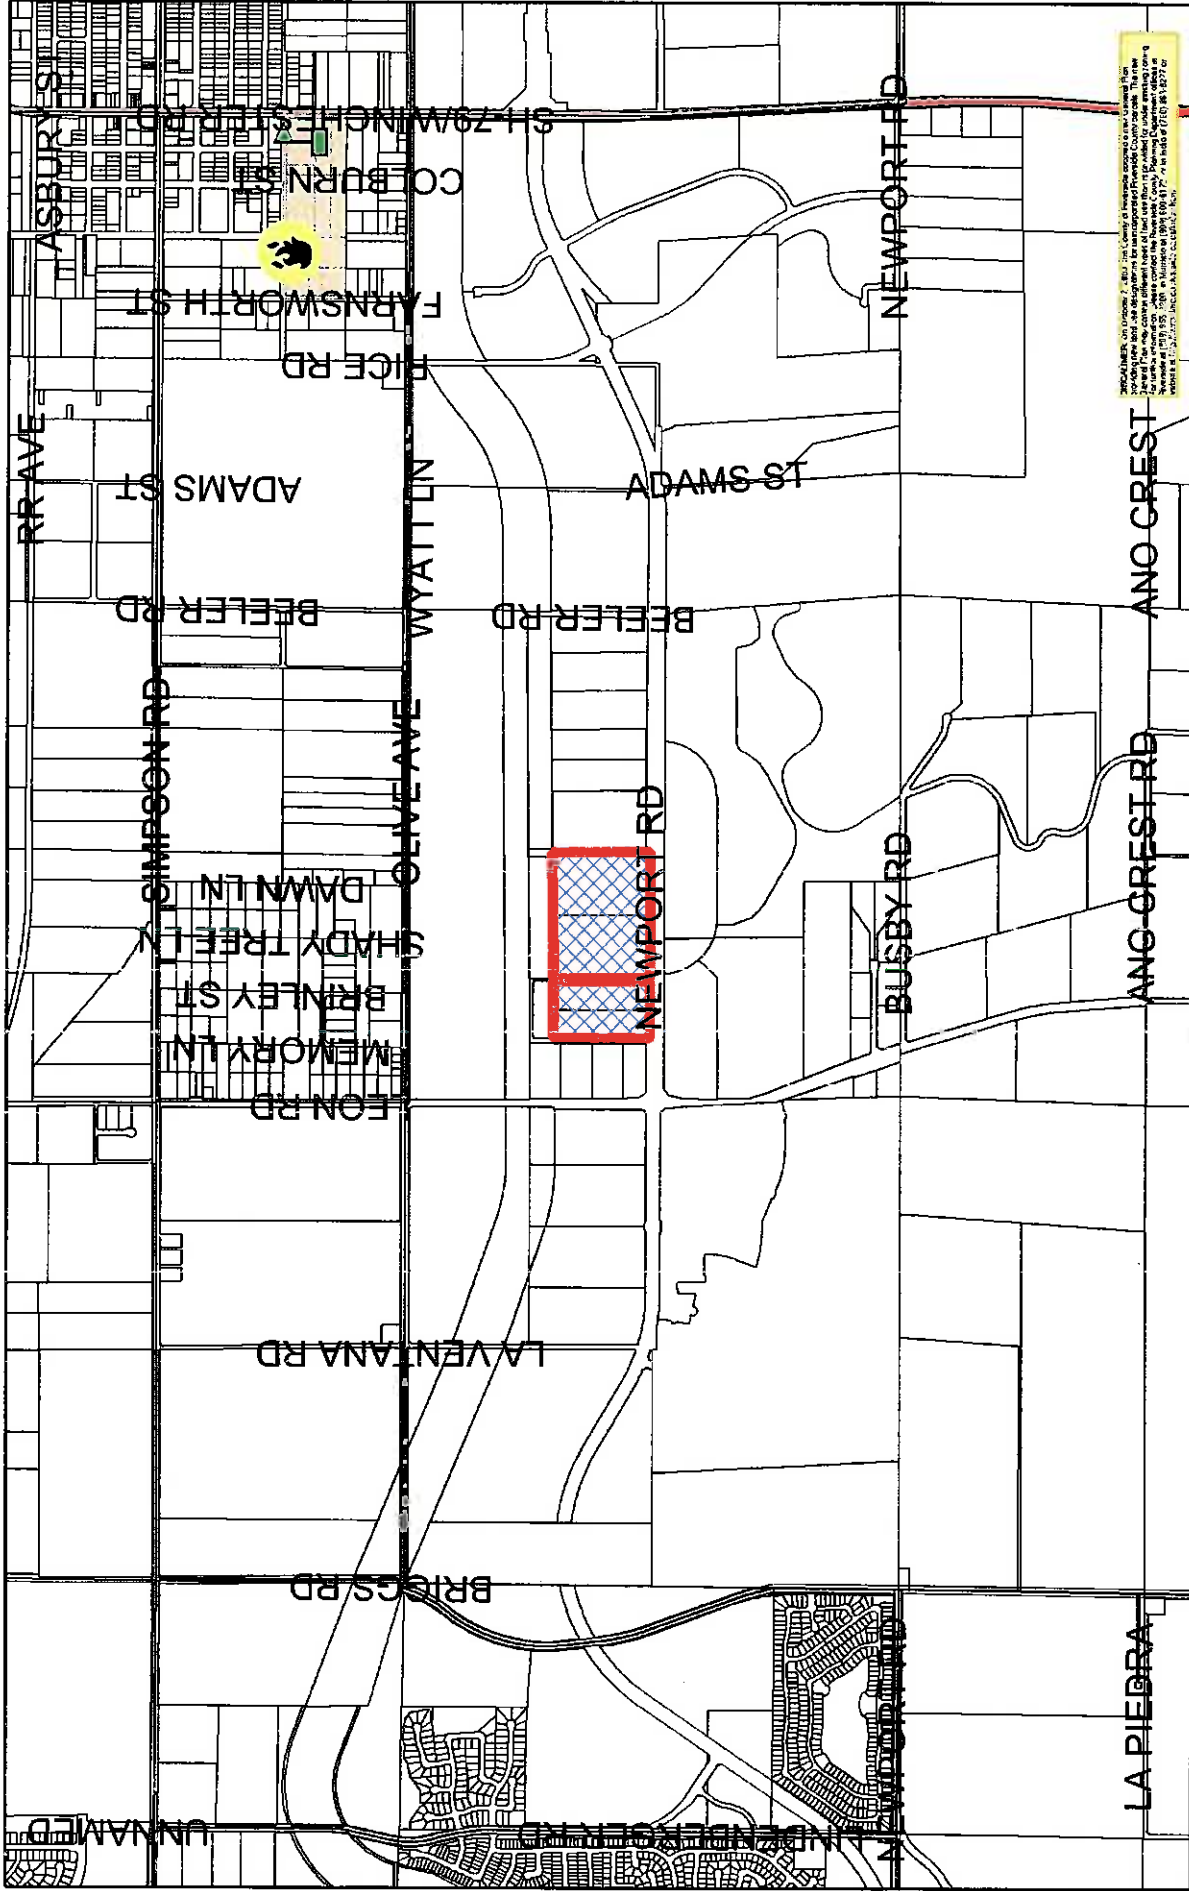 ASBURY ST
SH-79/WINCHESTER RD
COLBURN ST
FARNSWORTH ST
RICE RD
NEWPORT RD
RR AVE
ADAMS ST
WYATT LN
ADAMS ST
ANO CREST
BEELER RD
BEELER RD
SIMPSON RD
OLIVE AVE
NEWPORT RD
ANO CREST RD
DAWN LN
SHADY TREE LN
BRINLEY ST
MEMORY LN
EON RD
BUSBY RD
LA VENTANA RD
BRIGGS RD
NEWPORT RD
LA PIEDRA
UNNAMED
LINDENBERGER RD